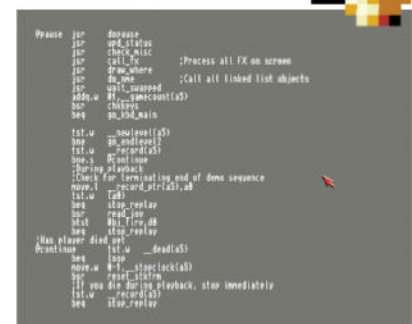 @pause jsr dopause
jsr upd_status
jsr check_misc
jsr call_fx ;Process all FX on screen
jsr draw_where
jsr do_nme ;Call all linked list objects
jsr wait_swapped
addq.w #1,__gamecount(a5)
bsr chkkeys
beq go_kbd_main
tst.w __newlevel(a5)
bne go_endlevel2
tst.w __record(a5)
bne.s @continue
;During playback
;Check for terminating end of demo sequence
move.l __record_ptr(a5),a0
tst.w (a0)
beq stop_replay
bsr read_joy
btst #bj_fire,d0
beq stop_replay
;Has player died yet
@continue tst.w __dead(a5)
beq loop
move.w #-1,__stopclock(a5)
bsr reset_stkfrm
;If you die during playback, stop immediately
tst.w __record(a5)
beq stop_replay